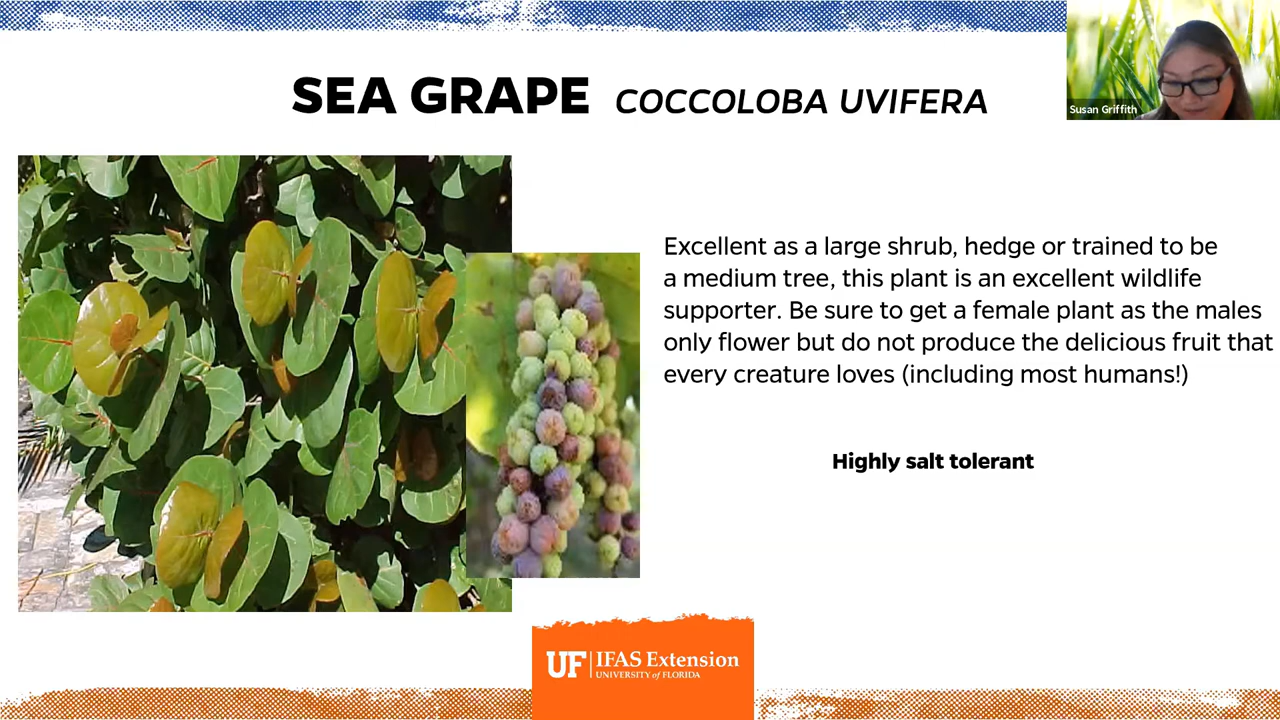 SEA GRAPE COCCOLOBA UVIFERA
Susan Griffith
Excellent as a large shrub, hedge or trained to be
a medium tree, this plant is an excellent wildlife
supporter. Be sure to get a female plant as the males
only flower but do not produce the delicious fruit that
every creature loves (including most humans!)
Highly salt tolerant
UF IFAS Extension
UNIVERSITY of FLORIDA